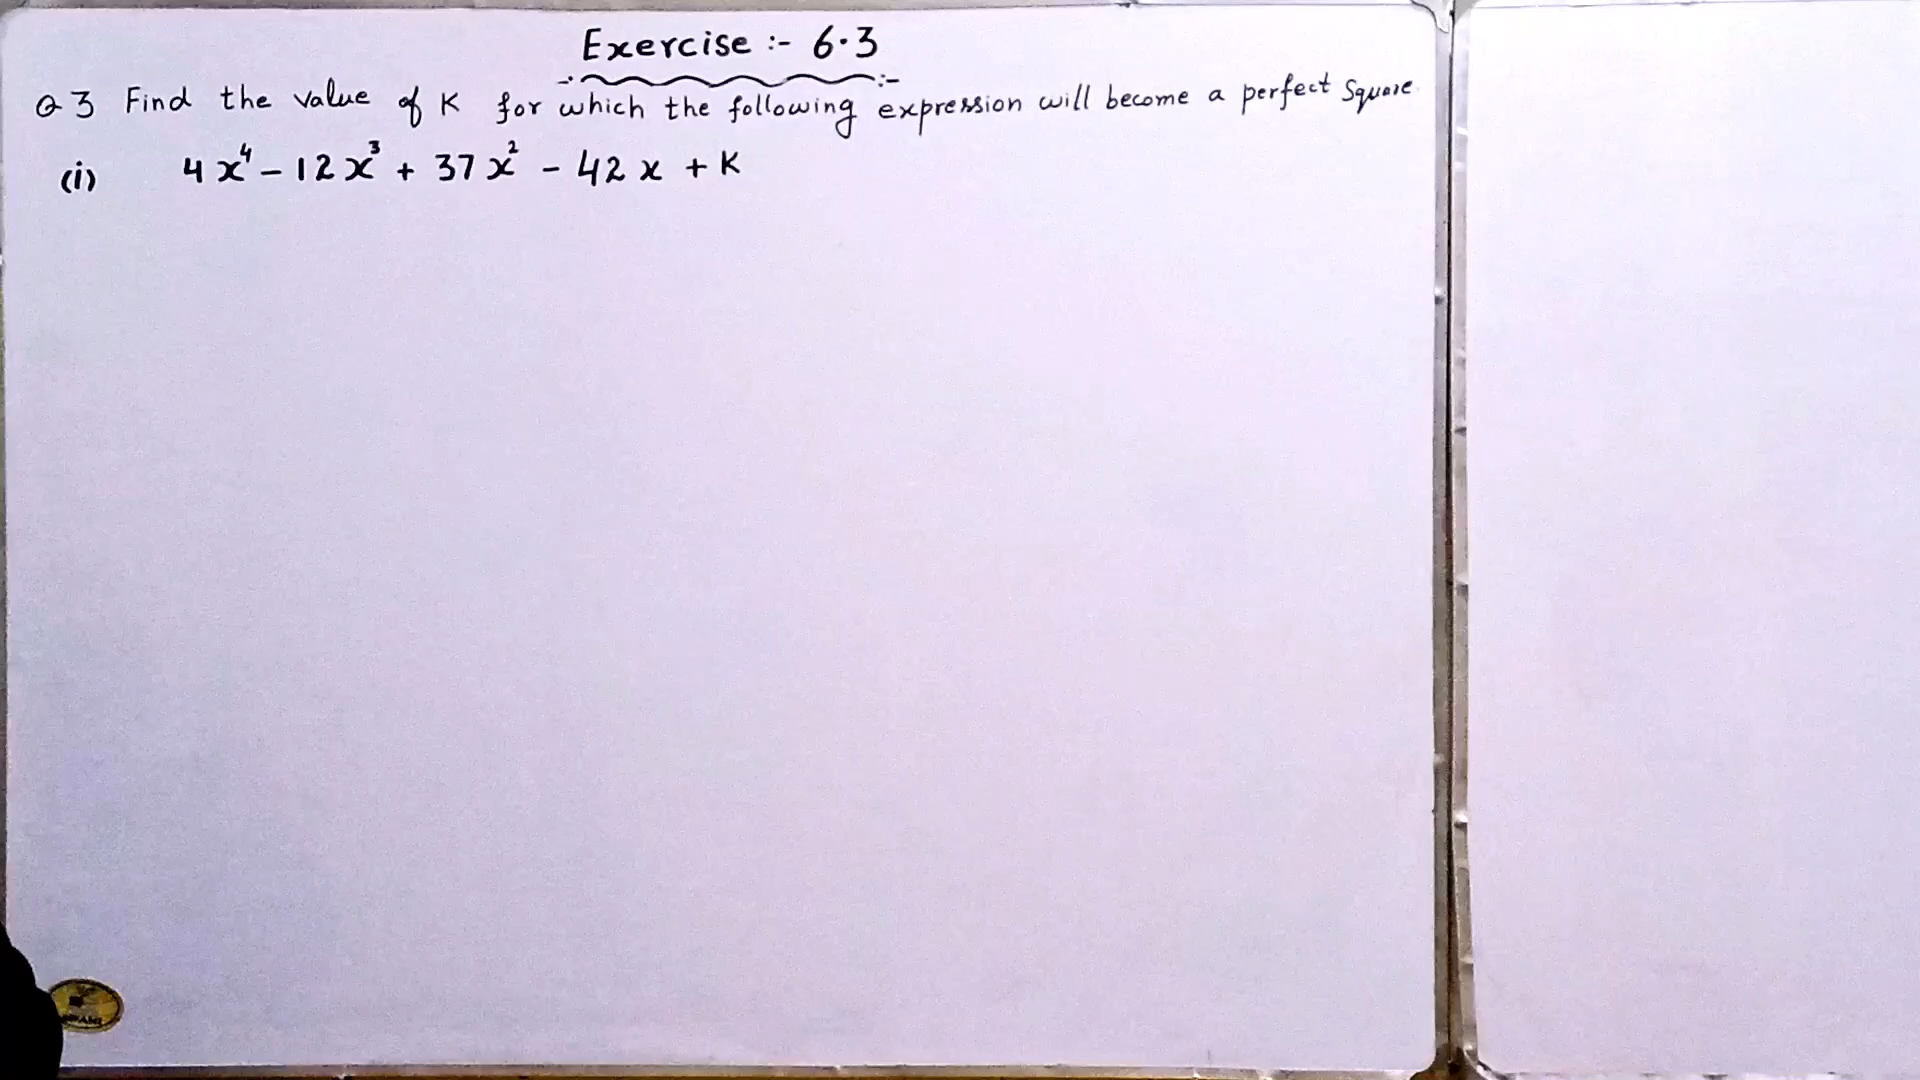 Exercise :- 6.3
Q3 Find the value of K for which the following expression will become a perfect Square
(i) 4x⁴ - 12x³ + 37x² - 42x + K